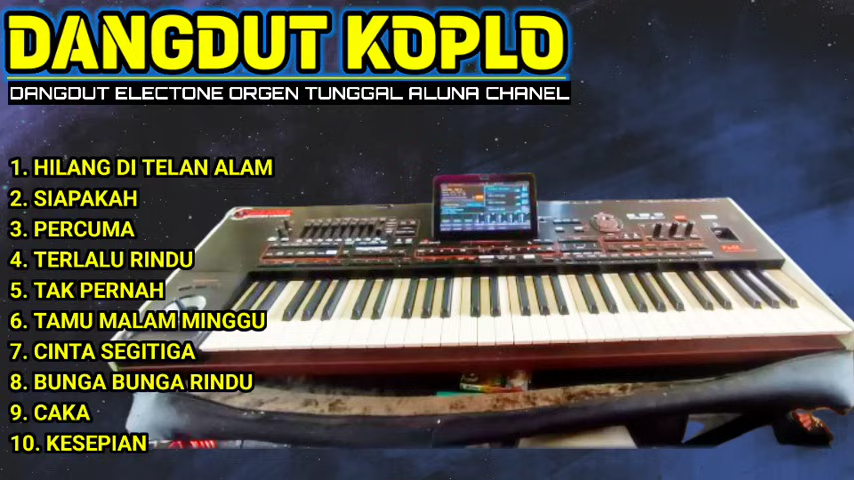 DANGDUT KOPLO
DANGDUT ELECTONE ORGEN TUNGGAL ALUNA CHANEL
1. HILANG DI TELAN ALAM
2. SIAPAKAH
3. PERCUMA
4. TERLALU RINDU
5. TAK PERNAH
6. TAMU MALAM MINGGU
7. CINTA SEGITIGA
8. BUNGA BUNGA RINDU
9. CAKA
10. KESEPIAN